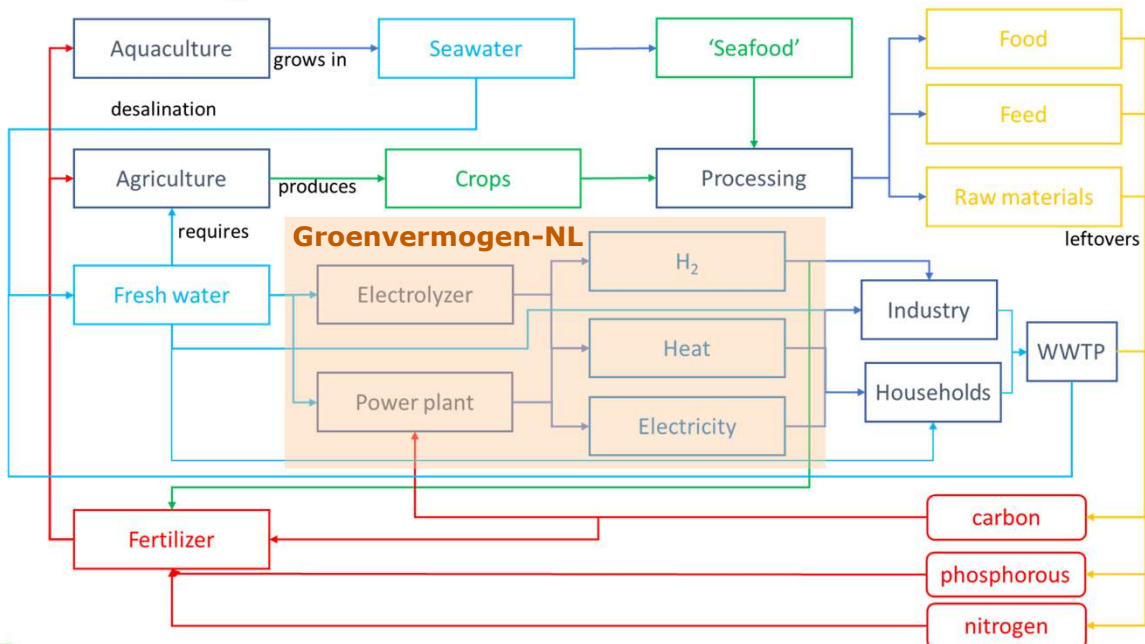 Aquaculture
grows in
Seawater
‘Seafood’
Food
desalination
Feed
Agriculture
produces
Crops
Processing
Raw materials
requires
leftovers
Groenvermogen-NL
Fresh water
Electrolyzer
H₂
Industry
Heat
WWTP
Power plant
Households
Electricity
Fertilizer
carbon
phosphorous
nitrogen